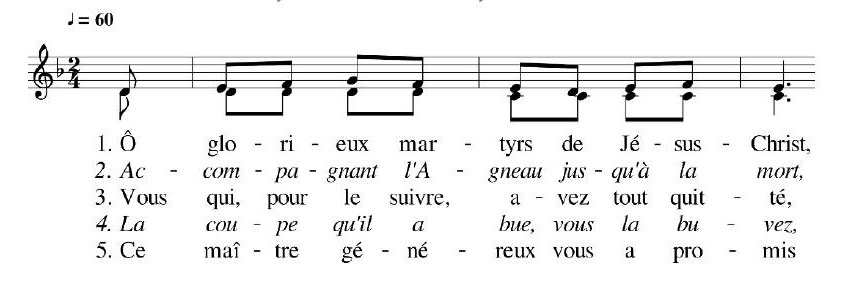 ♩ = 60
2
4
1. Ô glo - ri - eux mar - tyrs de Jé - sus - Christ,
2. Ac - com - pa - gnant l'A - gneau jus - qu'à la mort,
3. Vous qui, pour le suivre, a - vez tout quit - té,
4. La cou - pe qu'il a bue, vous la bu - vez,
5. Ce maî - tre gé - né - reux vous a pro - mis